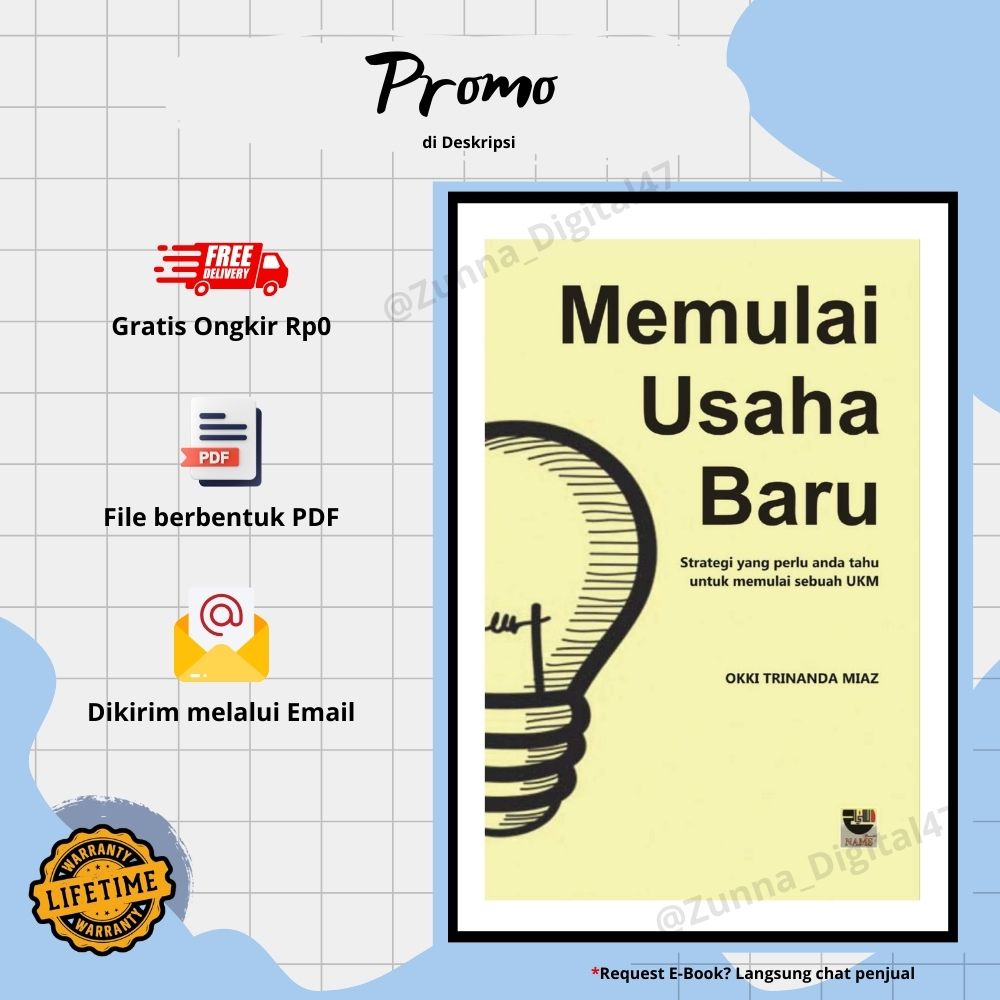 Promo
di Deskripsi
@Zunna_Digital47
FREE
DELIVERY
Gratis Ongkir Rp0
PDF
File berbentuk PDF
@
Dikirim melalui Email
WARRANTY
LIFETIME
WARRANTY
Memulai
Usaha
Baru
Strategi yang perlu anda tahu
untuk memulai sebuah UKM
OKKI TRINANDA MIAZ
NAMS
@Zunna_Digital47
*Request E-Book? Langsung chat penjual